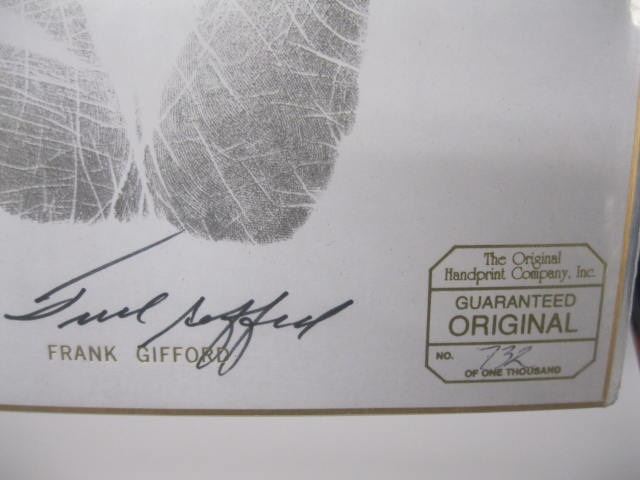 Frank Gifford
FRANK GIFFORD
The Original
Handprint Company, Inc.
GUARANTEED
ORIGINAL
NO. 732
OF ONE THOUSAND